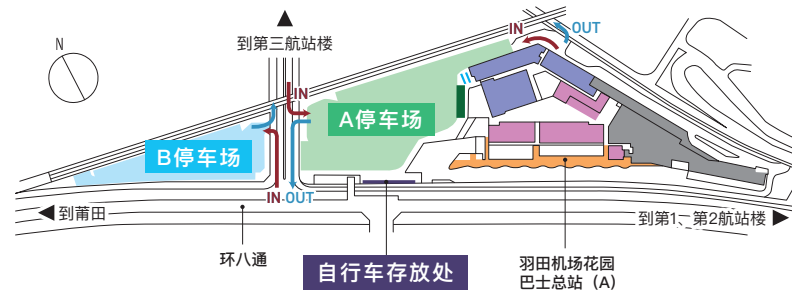 N
到第三航站楼
IN
OUT
IN
A停车场
B停车场
IN
OUT
到莆田
到第1、第2航站楼
环八通
自行车存放处
羽田机场花园
巴士总站（A）